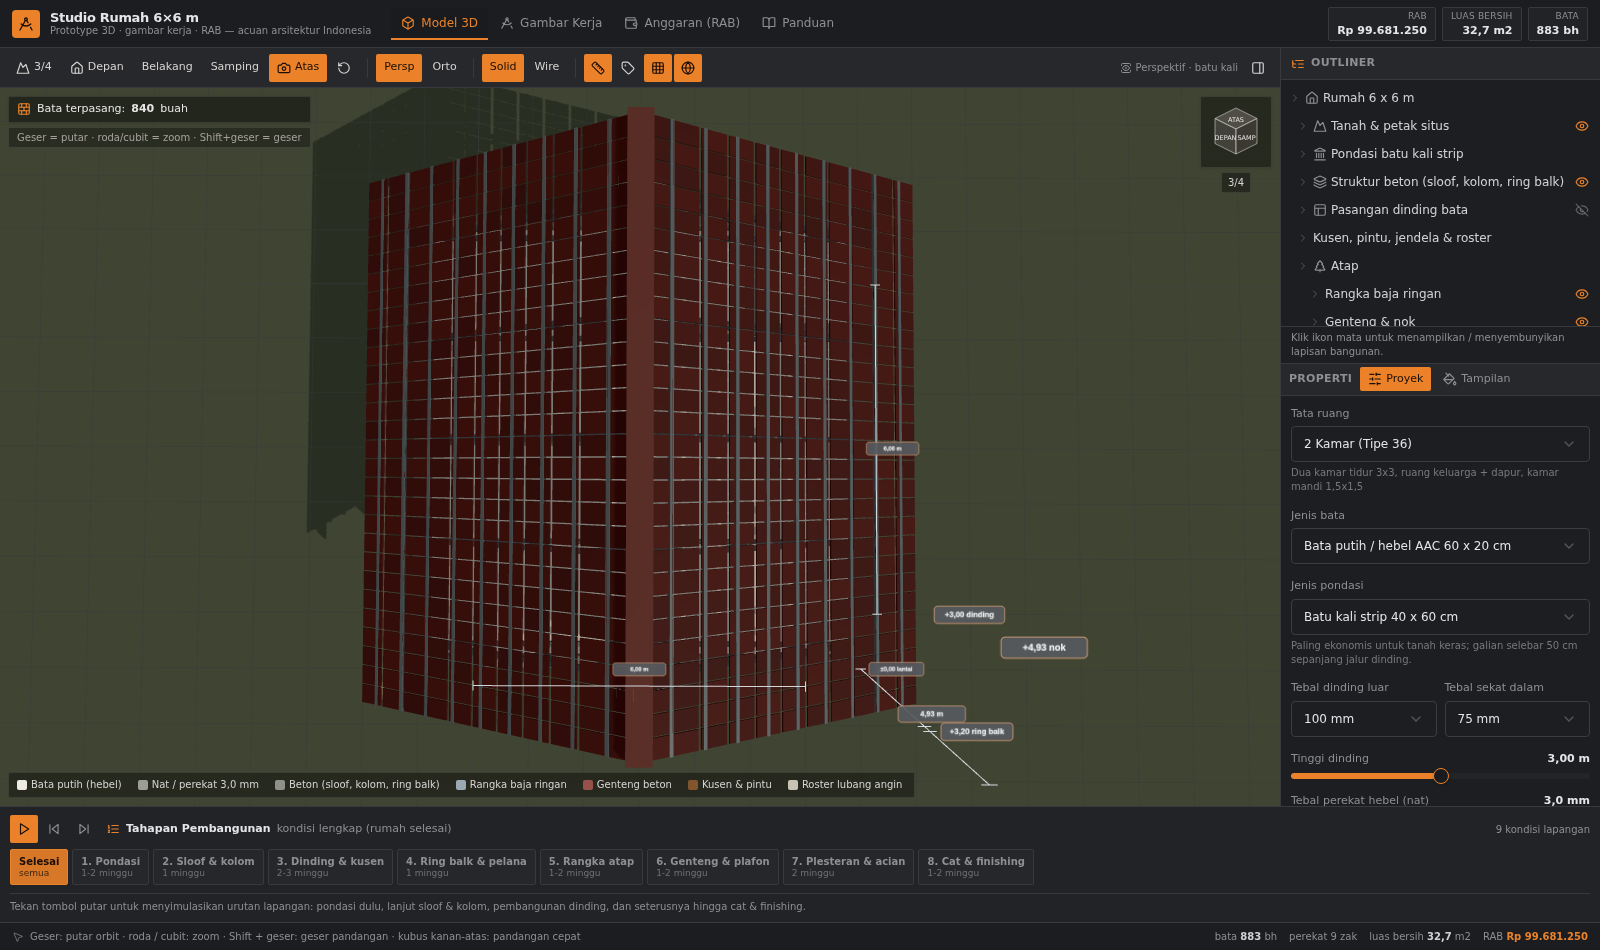 Studio Rumah 6×6 m
Prototype 3D · gambar kerja · RAB — acuan arsitektur Indonesia
Model 3D
Gambar Kerja
Anggaran (RAB)
Panduan
RAB
Rp 99.681.250
LUAS BERSIH
32,7 m2
BATA
883 bh
3/4
Depan
Belakang
Samping
Atas
Persp
Orto
Solid
Wire
Perspektif · batu kali
Bata terpasang: 840 buah
Geser = putar · roda/cubit = zoom · Shift+geser = geser
ATAS
DEPAN
SAMP
3/4
6,00 m
+3,00 dinding
+4,93 nok
6,00 m
±0,00 lantai
4,93 m
+3,20 ring balk
Bata putih (hebel)
Nat / perekat 3,0 mm
Beton (sloof, kolom, ring balk)
Rangka baja ringan
Genteng beton
Kusen & pintu
Roster lubang angin
OUTLINER
Rumah 6 x 6 m
Tanah & petak situs
Pondasi batu kali strip
Struktur beton (sloof, kolom, ring balk)
Pasangan dinding bata
Kusen, pintu, jendela & roster
Atap
Rangka baja ringan
Genteng & nok
Klik ikon mata untuk menampilkan / menyembunyikan
lapisan bangunan.
PROPERTI
Proyek
Tampilan
Tata ruang
2 Kamar (Tipe 36)
Dua kamar tidur 3x3, ruang keluarga + dapur, kamar
mandi 1,5x1,5
Jenis bata
Bata putih / hebel AAC 60 x 20 cm
Jenis pondasi
Batu kali strip 40 x 60 cm
Paling ekonomis untuk tanah keras; galian selebar 50 cm
sepanjang jalur dinding.
Tebal dinding luar
Tebal sekat dalam
100 mm
75 mm
Tinggi dinding
3,00 m
Tebal perekat hebel (nat)
3,0 mm
Tahapan Pembangunan
kondisi lengkap (rumah selesai)
9 kondisi lapangan
Selesai
semua
1. Pondasi
1-2 minggu
2. Sloof & kolom
1 minggu
3. Dinding & kusen
2-3 minggu
4. Ring balk & pelana
1 minggu
5. Rangka atap
1-2 minggu
6. Genteng & plafon
1-2 minggu
7. Plesteran & acian
2 minggu
8. Cat & finishing
1-2 minggu
Tekan tombol putar untuk menyimulasikan urutan lapangan: pondasi dulu, lanjut sloof & kolom, pembangunan dinding, dan seterusnya hingga cat & finishing.
Geser: putar orbit · roda / cubit: zoom · Shift + geser: geser pandangan · kubus kanan-atas: pandangan cepat
bata 883 bh
perekat 9 zak
luas bersih 32,7 m2
RAB Rp 99.681.250